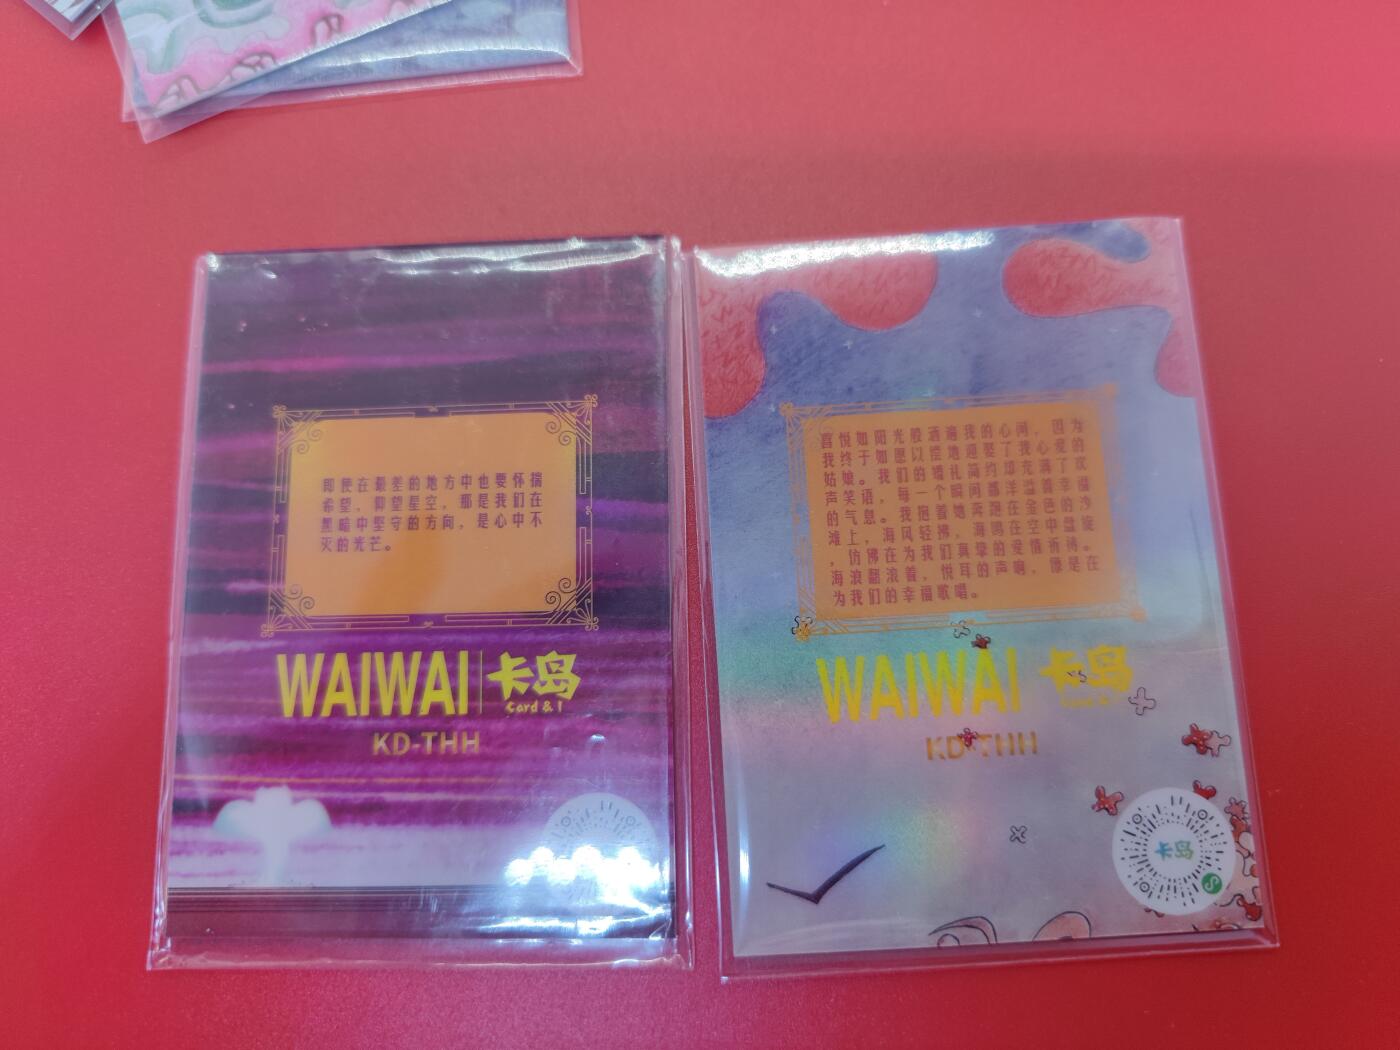 即便在最差的地方中也要怀揣
希望，仰望星空，那是我们在
黑暗中坚守的方向，是心中不
灭的光芒。
WAIWAI 卡岛
Card & I
KD-THH
喜悦如阳光般洒遍我的心间，因为
我终于如愿以偿地迎娶了我心爱的
姑娘。我们的婚礼简约却充满了欢
声笑语，每一个瞬间都洋溢着幸福
的气息。我抱着她奔跑在金色的沙
滩上，海风轻拂，海鸥在空中盘旋
，仿佛在为我们真挚的爱情祈祷。
海浪翻滚着，悦耳的声响，像是在
为我们的幸福歌唱。
WAIWAI 卡岛
KD-THH
卡岛